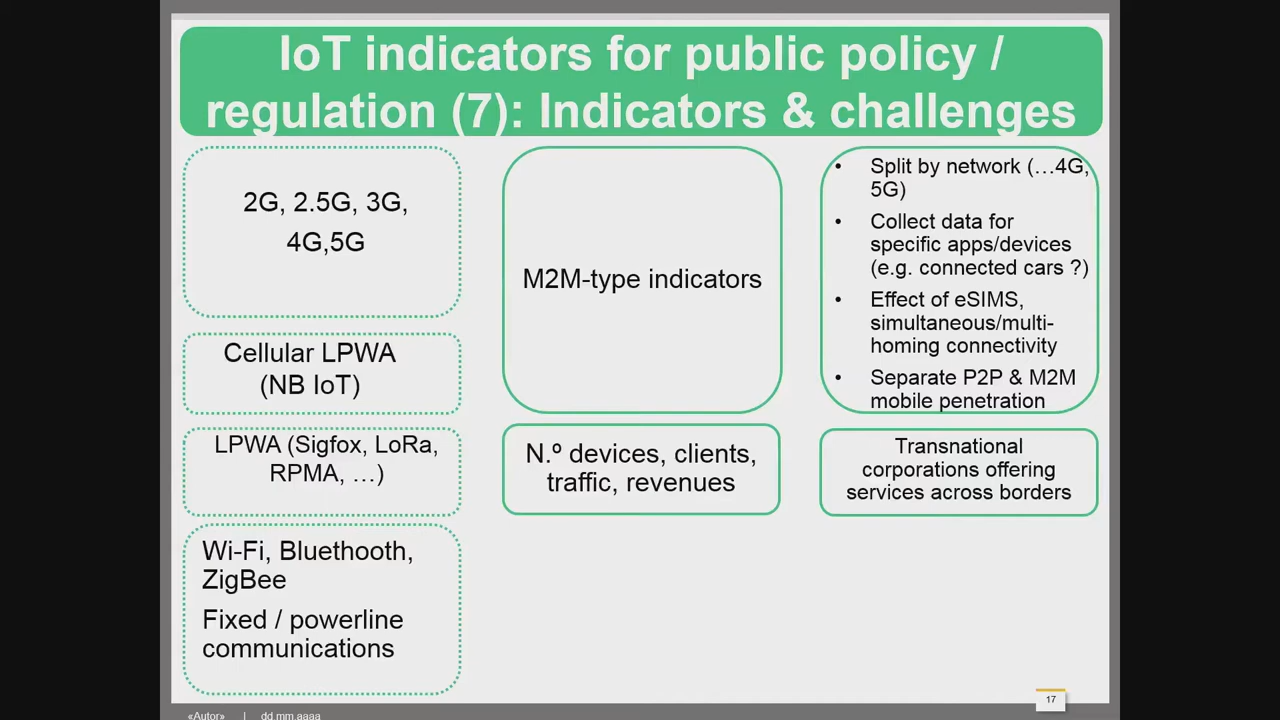 IoT indicators for public policy /
regulation (7): Indicators & challenges
2G, 2.5G, 3G,
4G,5G
Cellular LPWA
(NB IoT)
LPWA (Sigfox, LoRa,
RPMA, …)
Wi-Fi, Bluethooth,
ZigBee
Fixed / powerline
communications
M2M-type indicators
N.º devices, clients,
traffic, revenues
• Split by network (…4G,
5G)
• Collect data for
specific apps/devices
(e.g. connected cars ?)
• Effect of eSIMS,
simultaneous/multi-
homing connectivity
• Separate P2P & M2M
mobile penetration
Transnational
corporations offering
services across borders
«Autor» | dd.mm.aaaa
17